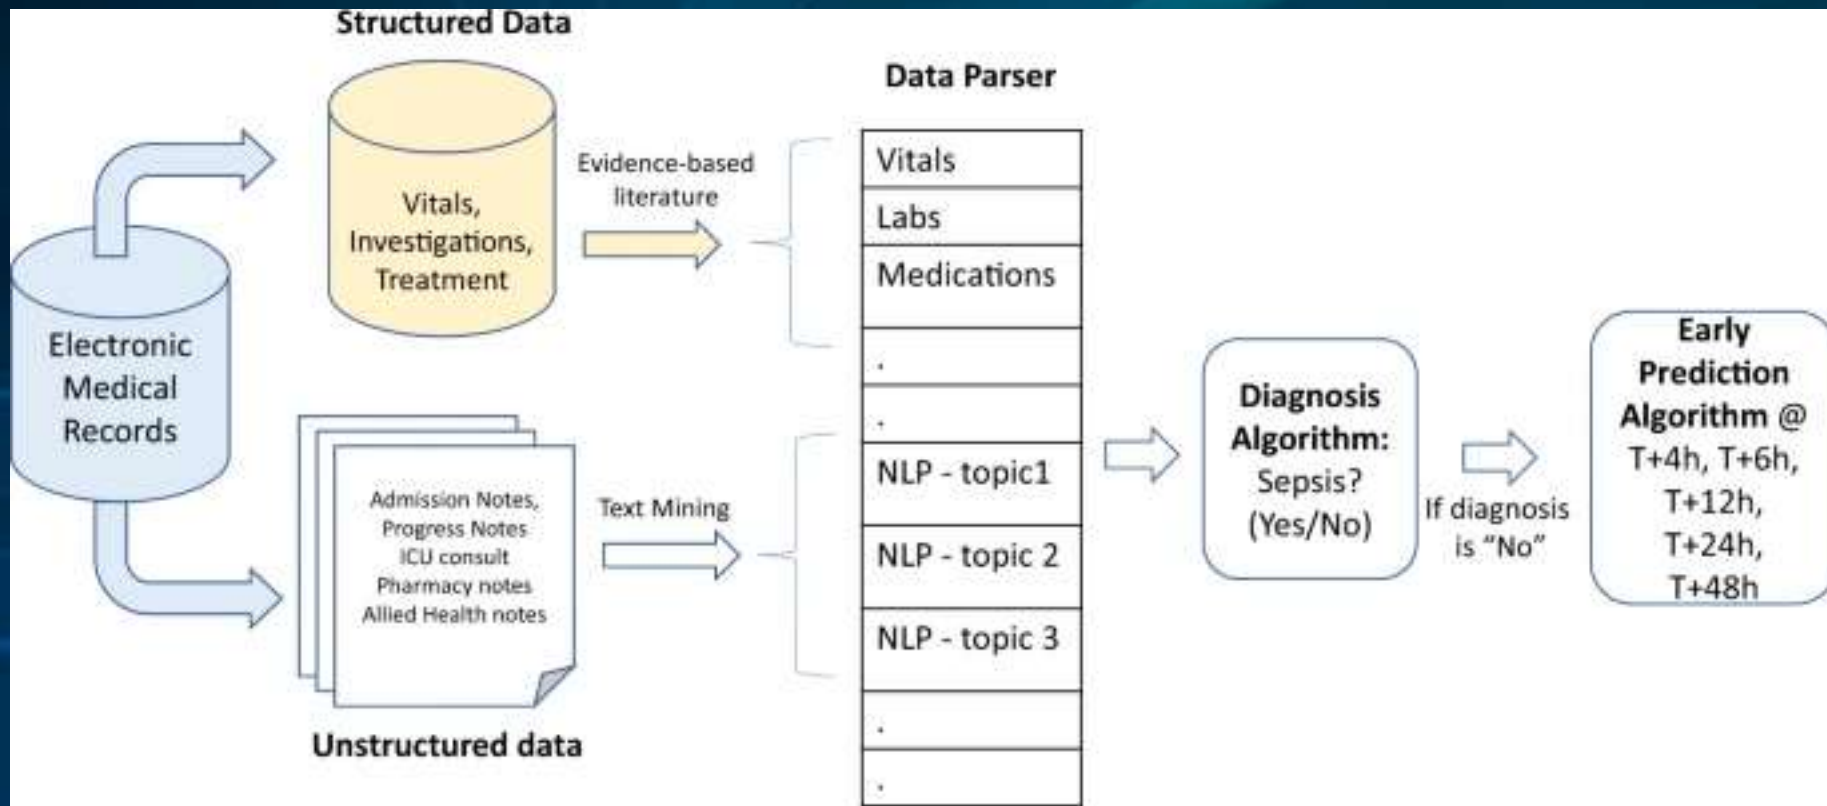 Structured Data
Vitals,
Investigations,
Treatment
Evidence-based
literature
Electronic
Medical
Records
Admission Notes,
Progress Notes
ICU consult
Pharmacy notes
Allied Health notes
Unstructured data
Text Mining
Data Parser
Vitals
Labs
Medications
.
.
NLP - topic1
NLP - topic 2
NLP - topic 3
.
.
Diagnosis
Algorithm:
Sepsis?
(Yes/No)
If diagnosis
is “No”
Early
Prediction
Algorithm @
T+4h, T+6h,
T+12h,
T+24h,
T+48h